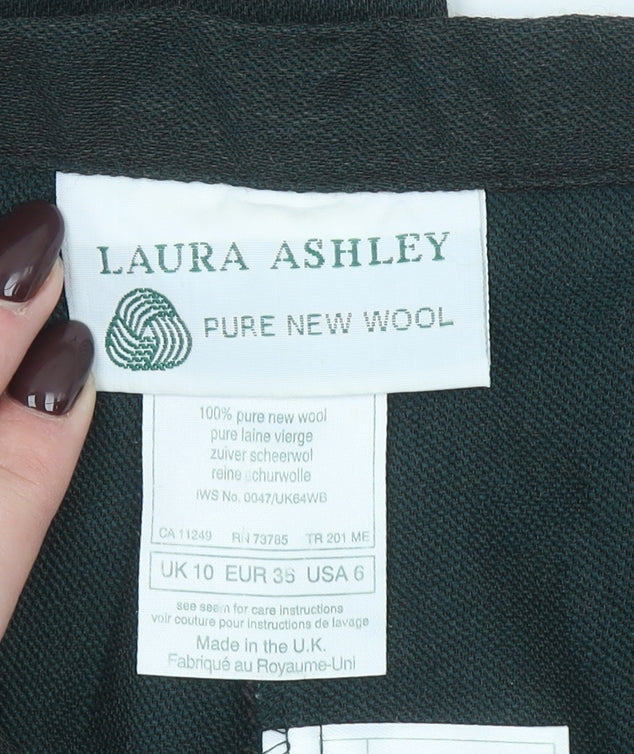 LAURA ASHLEY
PURE NEW WOOL
100% pure new wool
pure laine vierge
zuiver scheerwol
reine schurwolle
IWS No. 0047/UK64WB
CA 11249 RN 73785 TR 201 ME
UK 10 EUR 36 USA 6
see seam for care instructions
voir couture pour instructions de lavage
Made in the U.K.
Fabriqué au Royaume-Uni